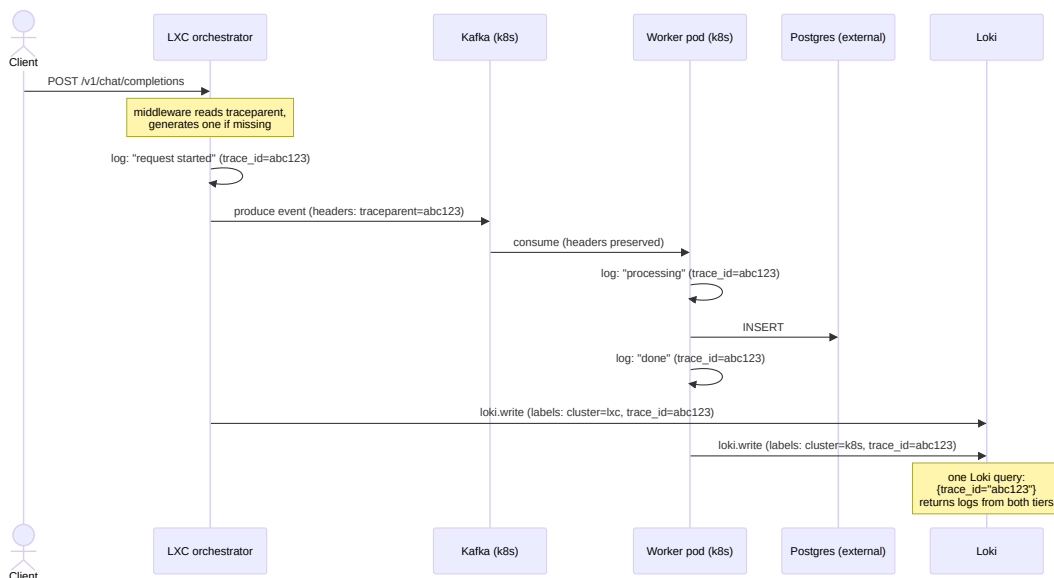 LXC orchestrator
Kafka (k8s)
Worker pod (k8s)
Postgres (external)
Loki
Client
POST /v1/chat/completions
middleware reads traceparent,
generates one if missing
log: "request started" (trace_id=abc123)
produce event (headers: traceparent=abc123)
consume (headers preserved)
log: "processing" (trace_id=abc123)
INSERT
log: "done" (trace_id=abc123)
loki.write (labels: cluster=lxc, trace_id=abc123)
loki.write (labels: cluster=k8s, trace_id=abc123)
one Loki query:
{trace_id="abc123"}
returns logs from both tiers
LXC orchestrator
Kafka (k8s)
Worker pod (k8s)
Postgres (external)
Loki
Client